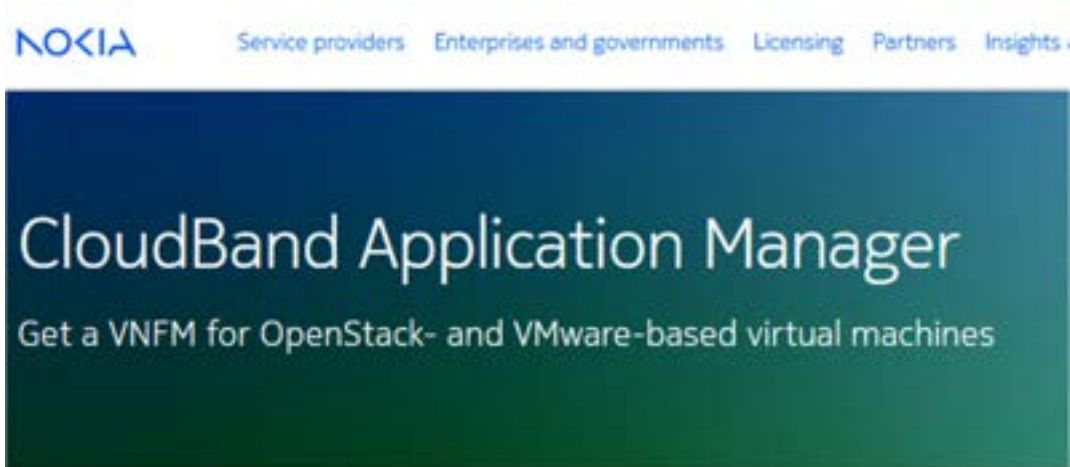 NOKIA Service providers Enterprises and governments Licensing Partners Insights
CloudBand Application Manager
Get a VNFM for OpenStack- and VMware-based virtual machines